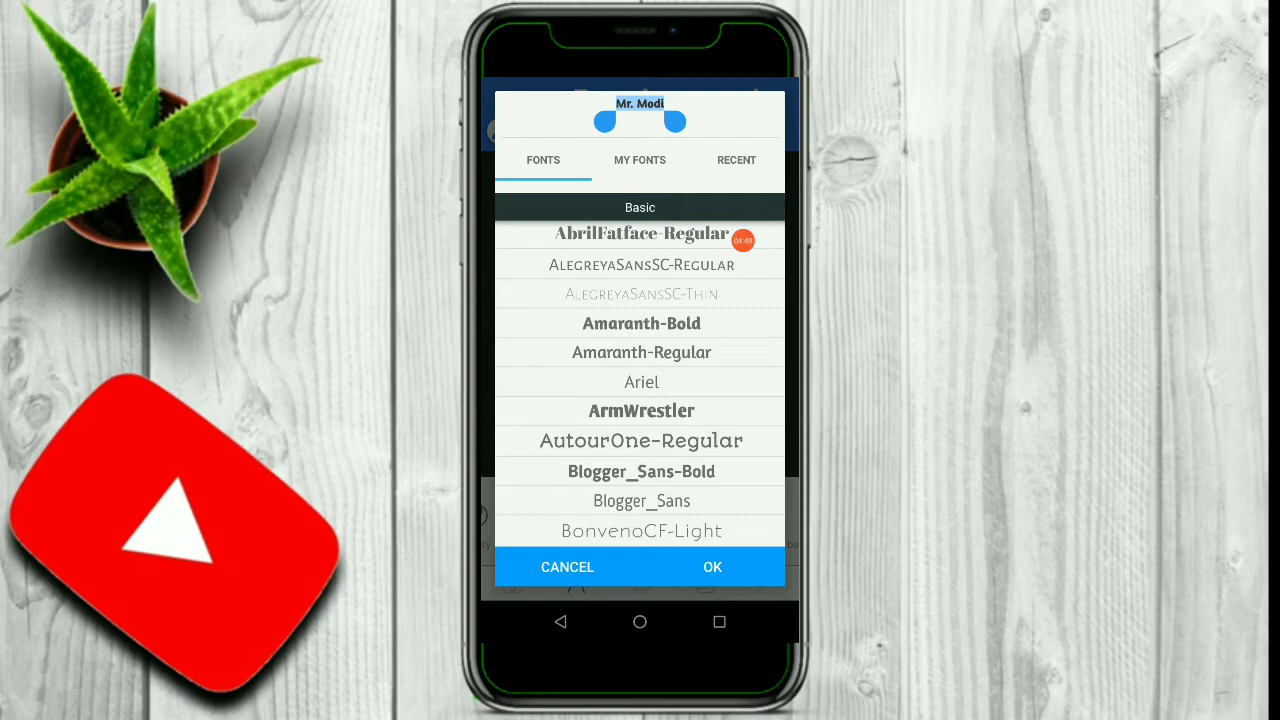 Mr. Modi
FONTS MY FONTS RECENT
Basic
AbrilFatface-Regular
04:49
AlegreyaSansSC-Regular
AlegreyaSansSC-Thin
Amaranth-Bold
Amaranth-Regular
Ariel
ArmWrestler
AutourOne-Regular
Blogger_Sans-Bold
Blogger_Sans
BonvenoCF-Light
CANCEL OK